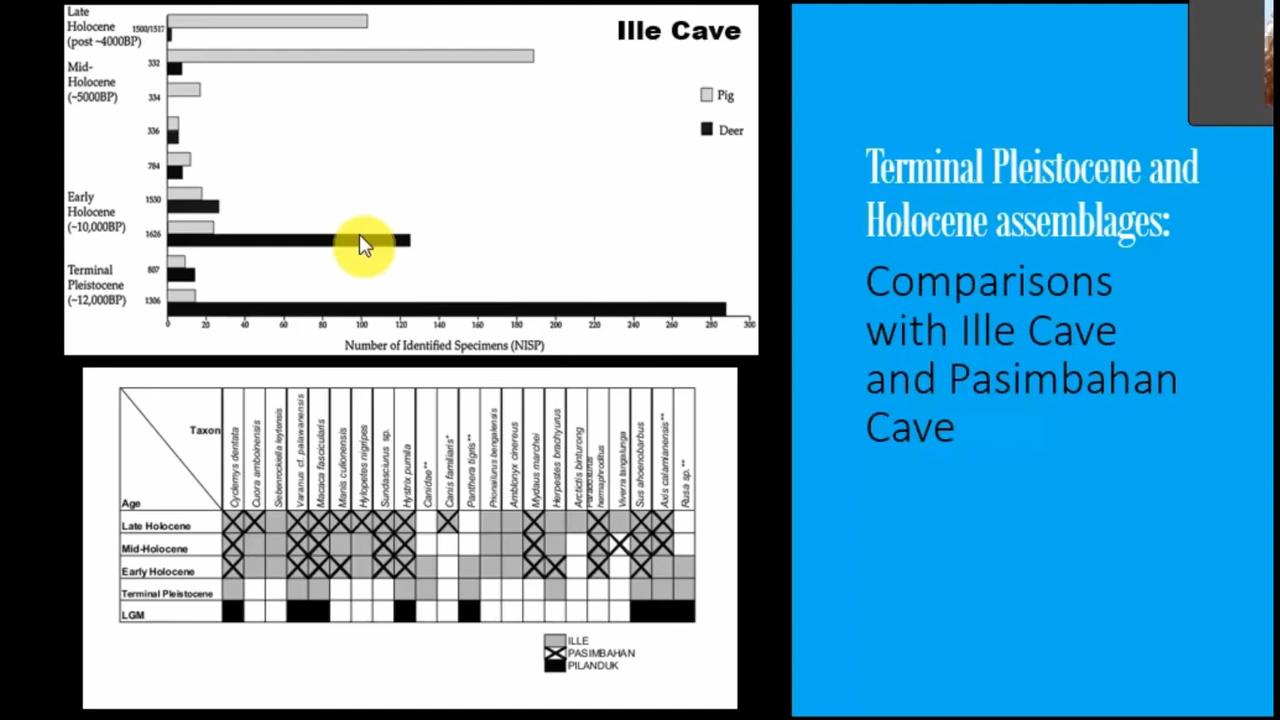 Ille Cave
Late
Holocene
(post ~4000BP)
1500/1517
Mid-
Holocene
(~5000BP)
332
334
336
784
Early
Holocene
(~10,000BP)
1530
1626
Terminal
Pleistocene
(~12,000BP)
807
1306
Pig
Deer
0 20 40 60 80 100 120 140 160 180 200 220 240 260 280 300
Number of Identified Specimens (NISP)
Taxon
Age
Cyclemys dentata
Cuora amboinensis
Siebenrockiella leytensis
Varanus cf. palawanensis
Macaca fascicularis
Manis culionensis
Hylopetes nigripes
Sundasciurus sp.
Hystrix pumila
Canidae**
Canis familiaris*
Panthera tigris**
Prionailurus bengalensis
Amblonyx cinereus
Mydaus marchei
Herpestes brachyurus
Arctictis binturong
Paradoxurus
hemaphroditus
Viverra tangalunga
Sus ahoenobarbus
Axis calamianensis**
Rusa sp.**
Late Holocene
Mid-Holocene
Early Holocene
Terminal Pleistocene
LGM
ILLE
PASIMBAHAN
PILANDUK
Terminal Pleistocene and
Holocene assemblages:
Comparisons
with Ille Cave
and Pasimbahan
Cave